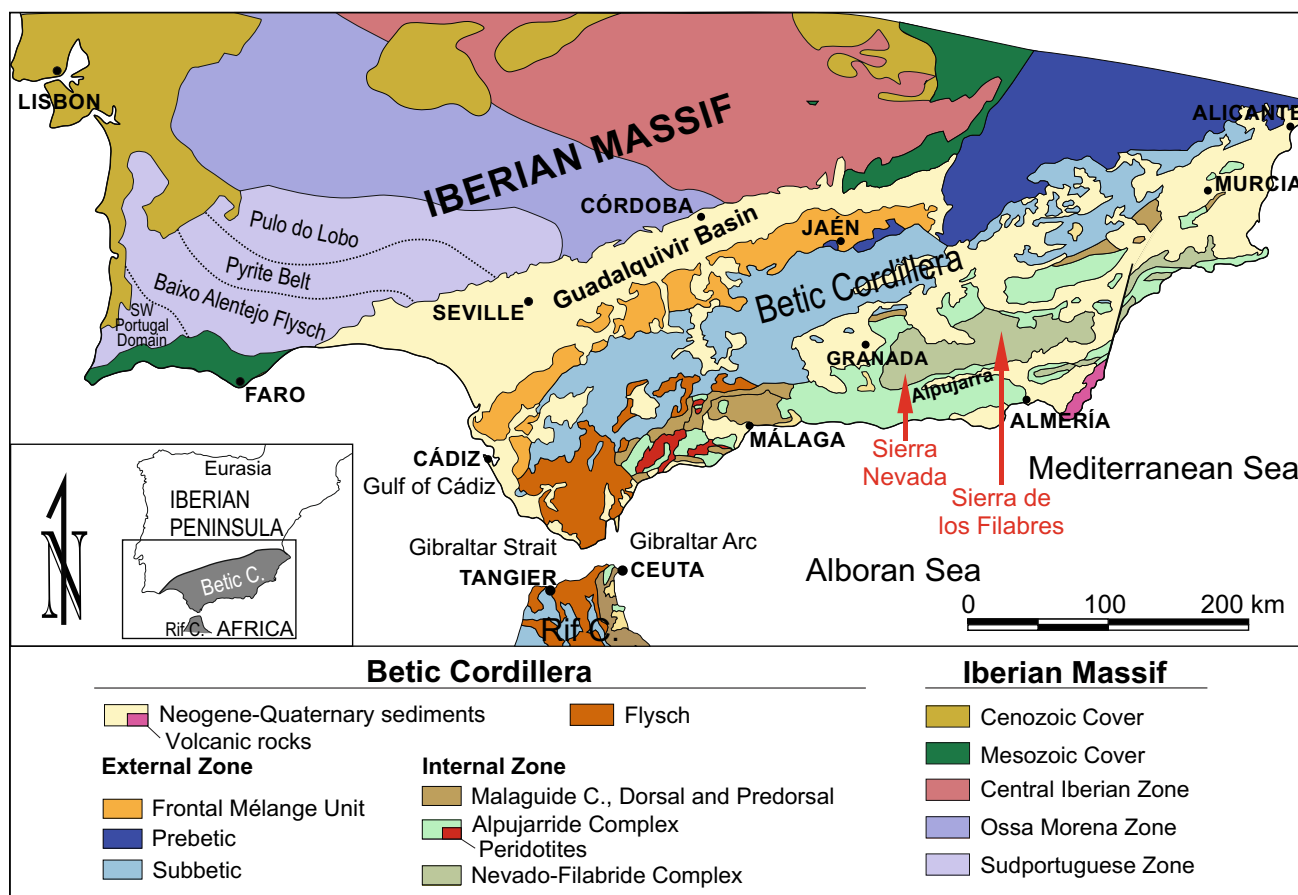 LISBON
ALICANTE
MURCIA
IBERIAN MASSIF
CÓRDOBA
JAÉN
Pulo do Lobo
Pyrite Belt
Baixo Alentejo Flysch
SW
Portugal
Domain
Guadalquivir Basin
Betic Cordillera
SEVILLE
GRANADA
Alpujarra
FARO
ALMERÍA
MÁLAGA
Sierra
Nevada
Mediterranean Sea
Sierra de
los Filabres
CÁDIZ
Gulf of Cádiz
Gibraltar Strait
Gibraltar Arc
TANGIER
CEUTA
Alboran Sea
Rif C.
0 100 200 km
N
Eurasia
IBERIAN
PENINSULA
Betic C.
Rif C.
AFRICA
Betic Cordillera
Neogene-Quaternary sediments
Volcanic rocks
Flysch
External Zone
Frontal Mélange Unit
Prebetic
Subbetic
Internal Zone
Malaguide C., Dorsal and Predorsal
Alpujarride Complex
Peridotites
Nevado-Filabride Complex
Iberian Massif
Cenozoic Cover
Mesozoic Cover
Central Iberian Zone
Ossa Morena Zone
Sudportuguese Zone